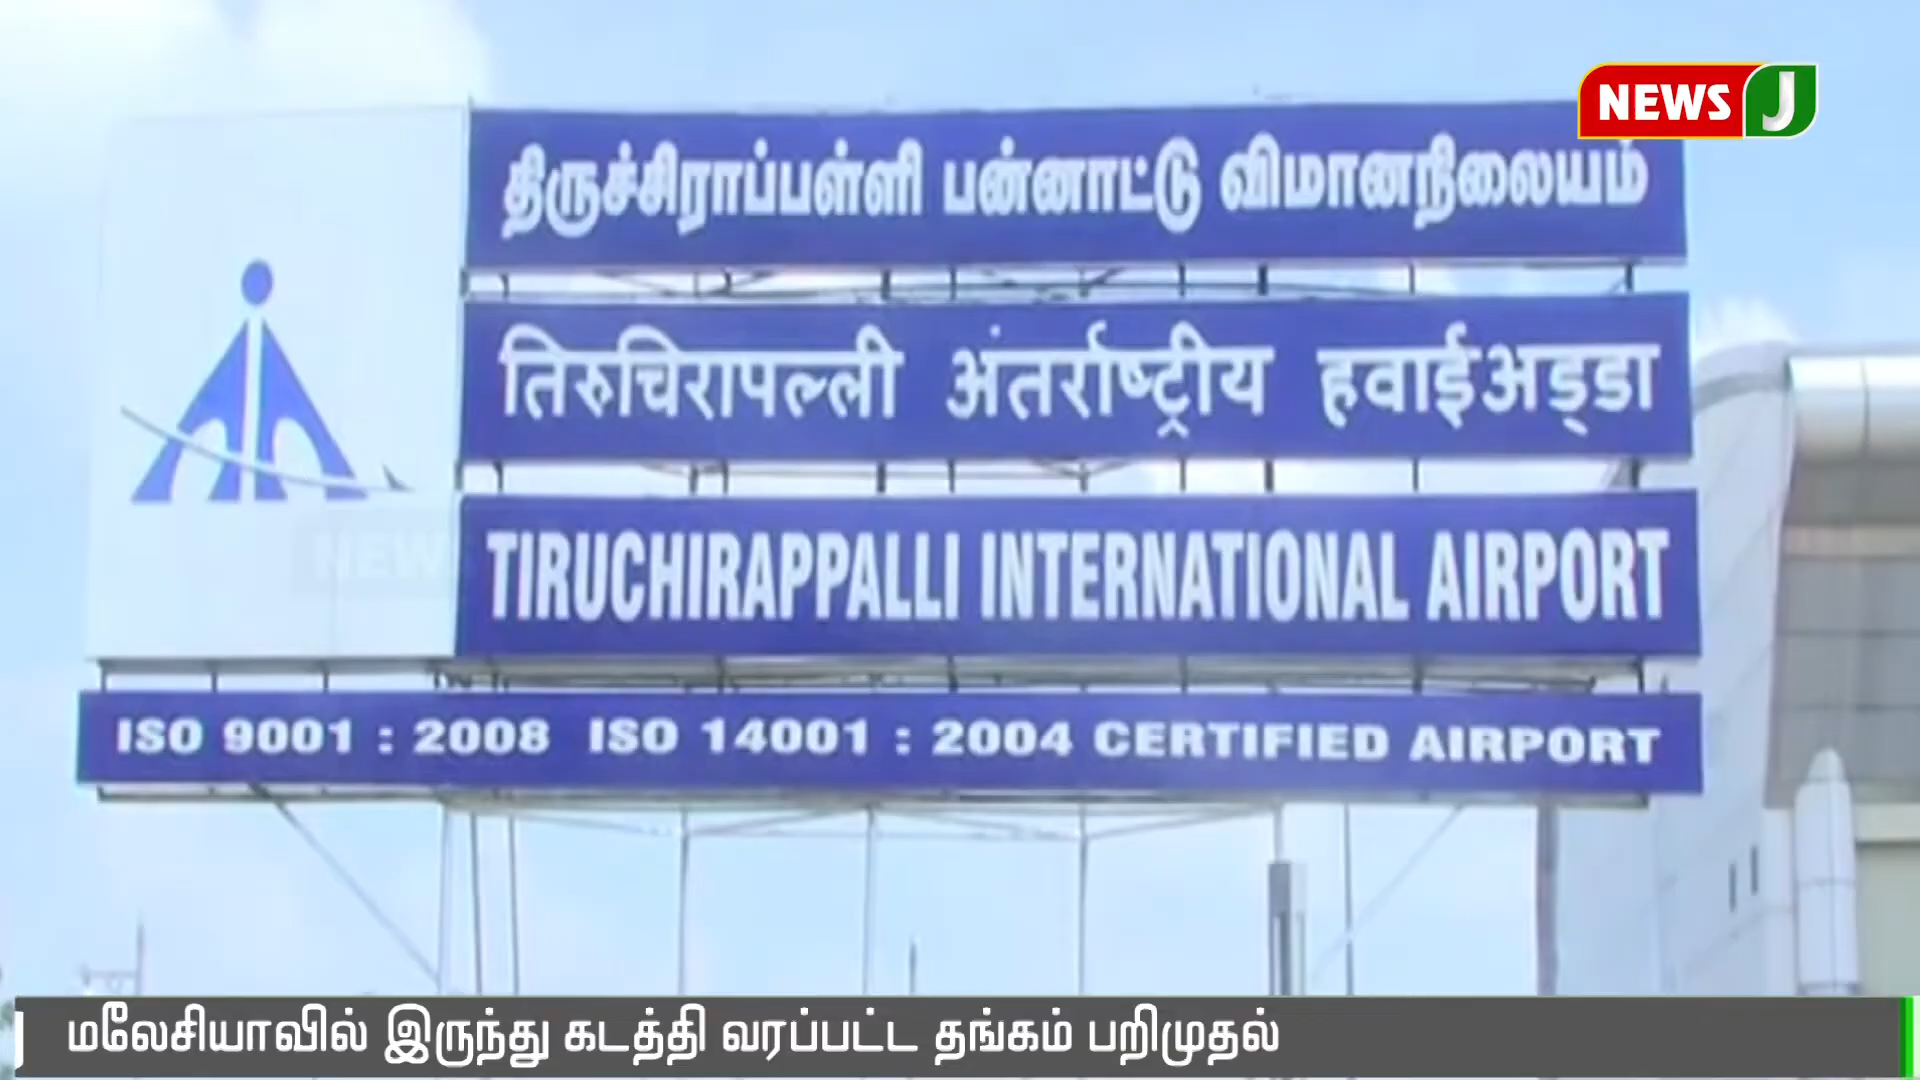 NEWS J
திருச்சிராப்பள்ளி பன்னாட்டு விமானநிலையம்
तिरुचिरापल्ली अंतर्राष्ट्रीय हवाईअड्डा
NEWS
TIRUCHIRAPPALLI INTERNATIONAL AIRPORT
ISO 9001 : 2008 ISO 14001 : 2004 CERTIFIED AIRPORT
மலேசியாவில் இருந்து கடத்தி வரப்பட்ட தங்கம் பறிமுதல்